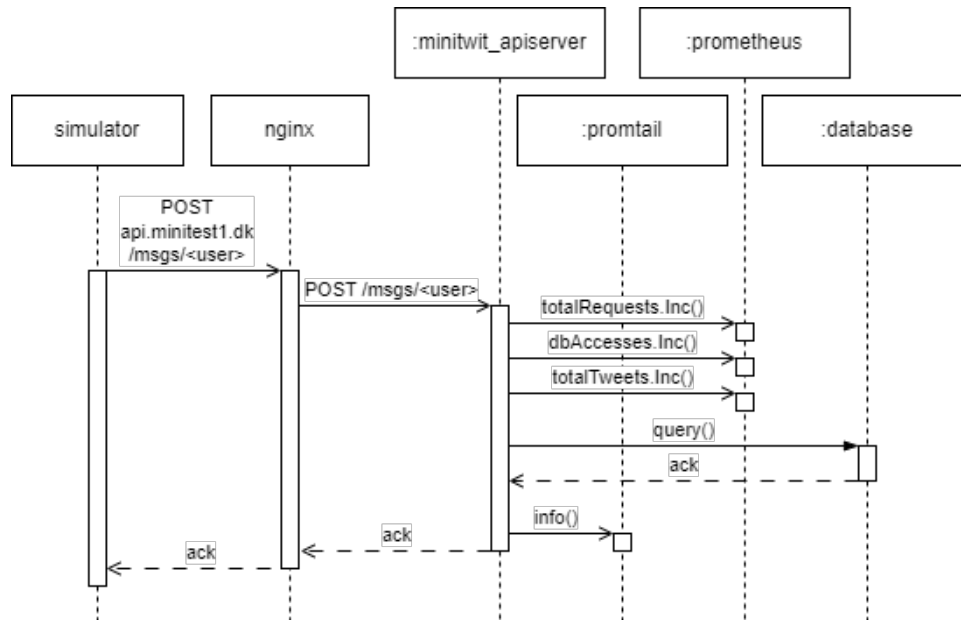 :minitwit_apiserver
:prometheus
simulator
nginx
:promtail
:database
POST
api.minitest1.dk
/msgs/<user>
POST /msgs/<user>
totalRequests.Inc()
dbAccesses.Inc()
totalTweets.Inc()
query()
ack
info()
ack
ack